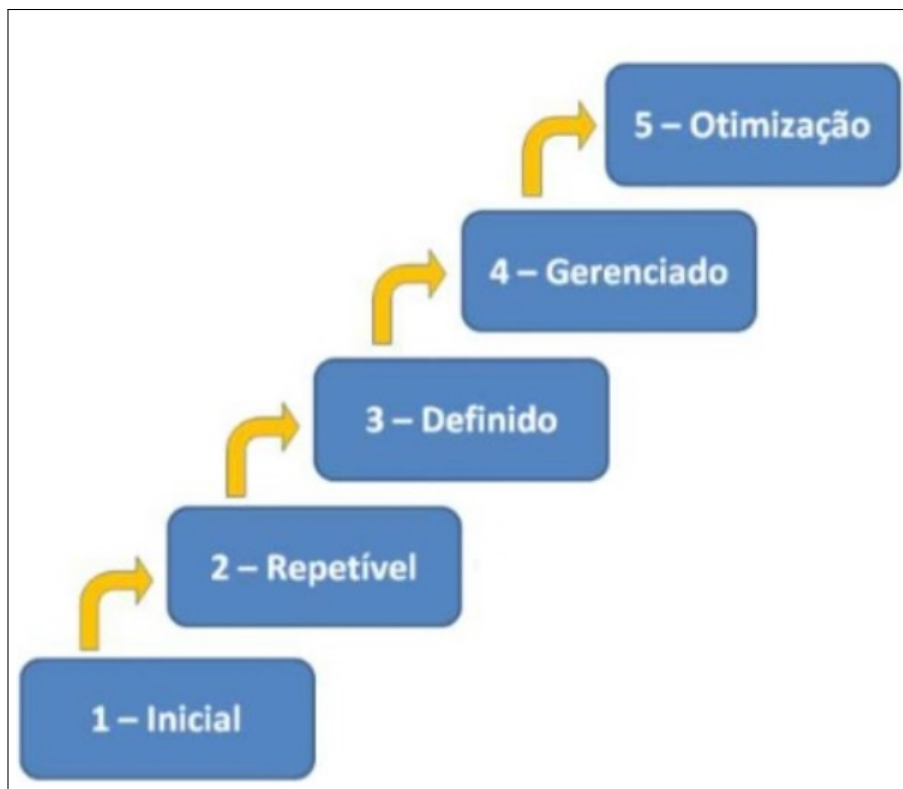 5 – Otimização
4 – Gerenciado
3 – Definido
2 – Repetível
1 – Inicial